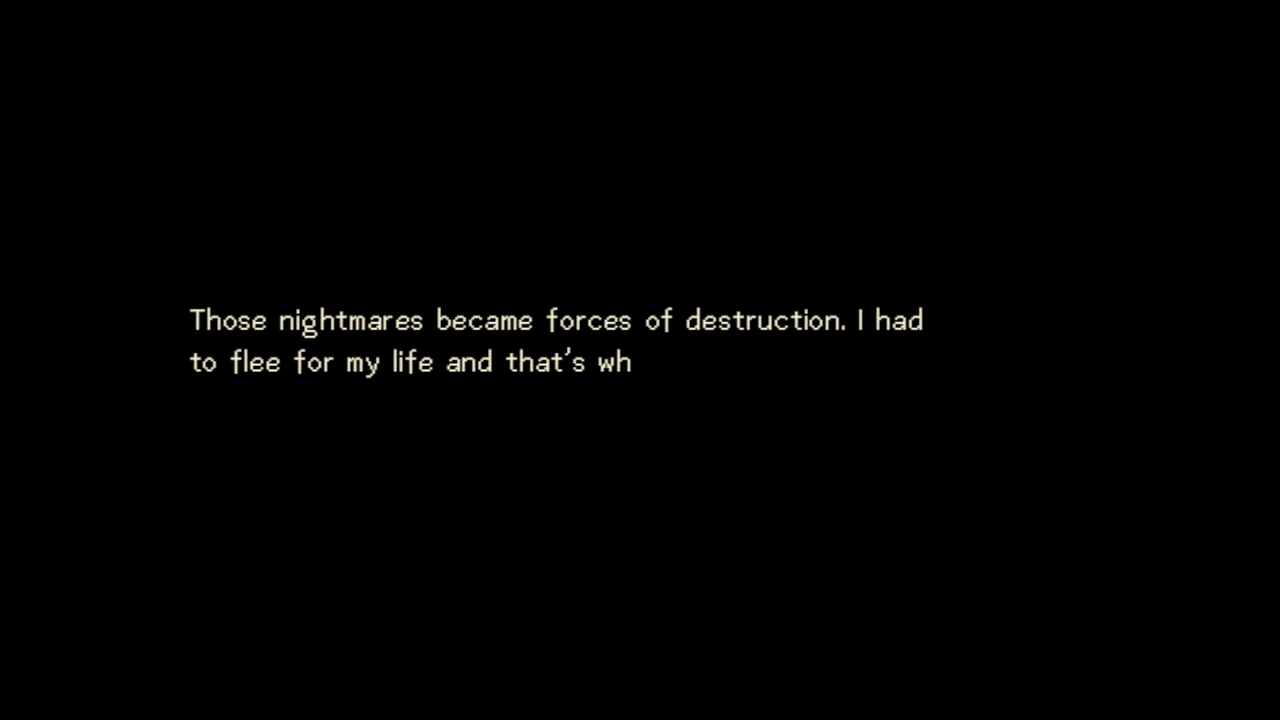 Those nightmares became forces of destruction. I had
to flee for my life and that's wh